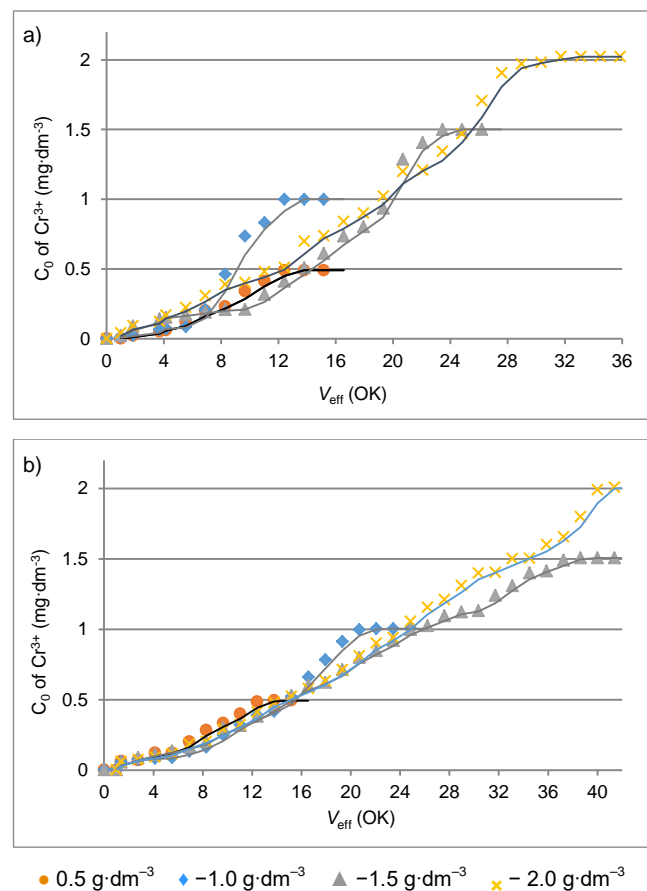 a)
2
1.5
1
0.5
0
C₀ of Cr³⁺ (mg·dm⁻³)
0 4 8 12 16 20 24 28 32 36
V_eff (OK)
b)
2
1.5
1
0.5
0
C₀ of Cr³⁺ (mg·dm⁻³)
0 4 8 12 16 20 24 28 32 36 40
V_eff (OK)
0.5 g·dm⁻³ −1.0 g·dm⁻³ −1.5 g·dm⁻³ − 2.0 g·dm⁻³